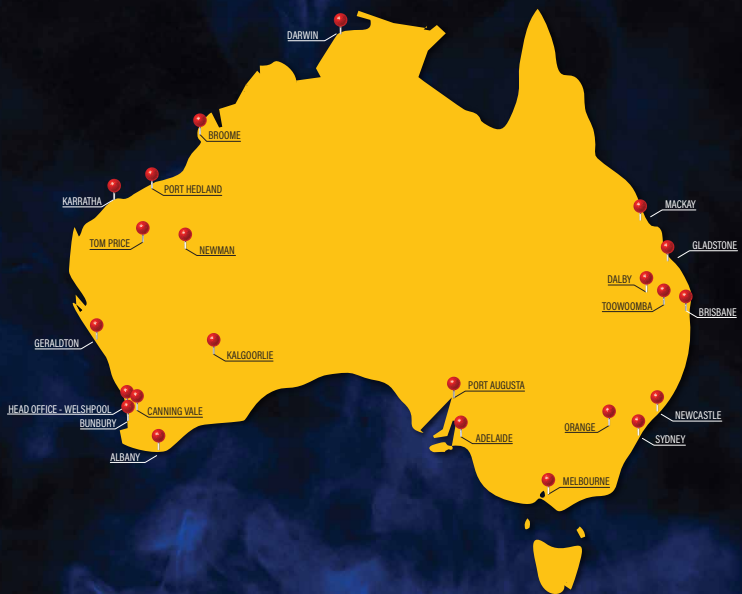 DARWIN
BROOME
PORT HEDLAND
KARRATHA
MACKAY
TOM PRICE
NEWMAN
GLADSTONE
DALBY
TOOWOOMBA
BRISBANE
GERALDTON
KALGOORLIE
PORT AUGUSTA
HEAD OFFICE - WELSHPOOL
CANNING VALE
BUNBURY
NEWCASTLE
ORANGE
ADELAIDE
SYDNEY
ALBANY
MELBOURNE